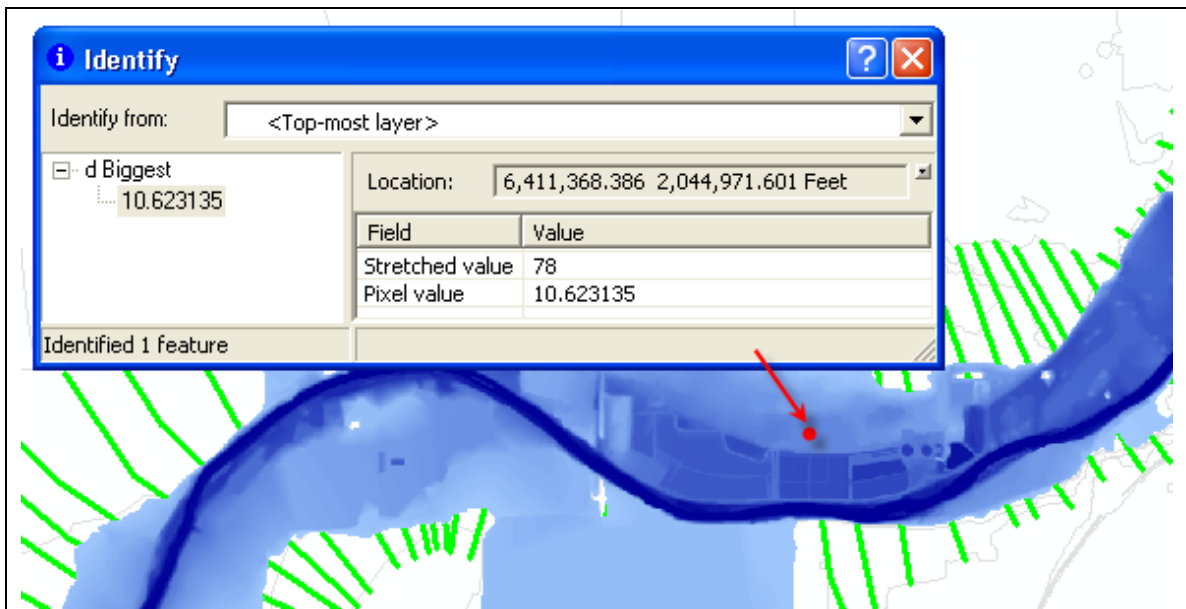 Identify
Identify from: <Top-most layer>
d Biggest
10.623135
Location: 6,411,368.386 2,044,971.601 Feet
Field Value
Stretched value 78
Pixel value 10.623135
Identified 1 feature